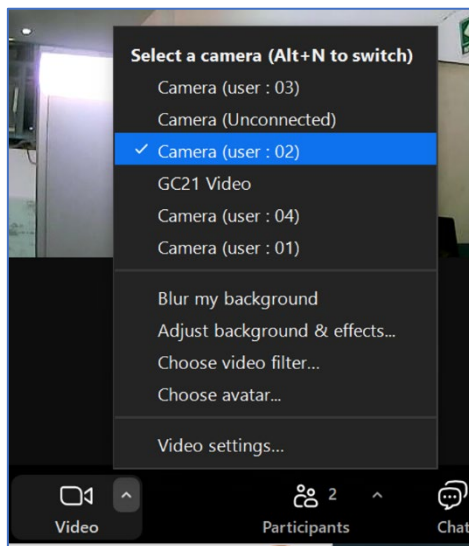 Select a camera (Alt+N to switch)
Camera (user : 03)
Camera (Unconnected)
Camera (user : 02)
GC21 Video
Camera (user : 04)
Camera (user : 01)
Blur my background
Adjust background & effects...
Choose video filter...
Choose avatar...
Video settings...
2
Video
Participants
Chat